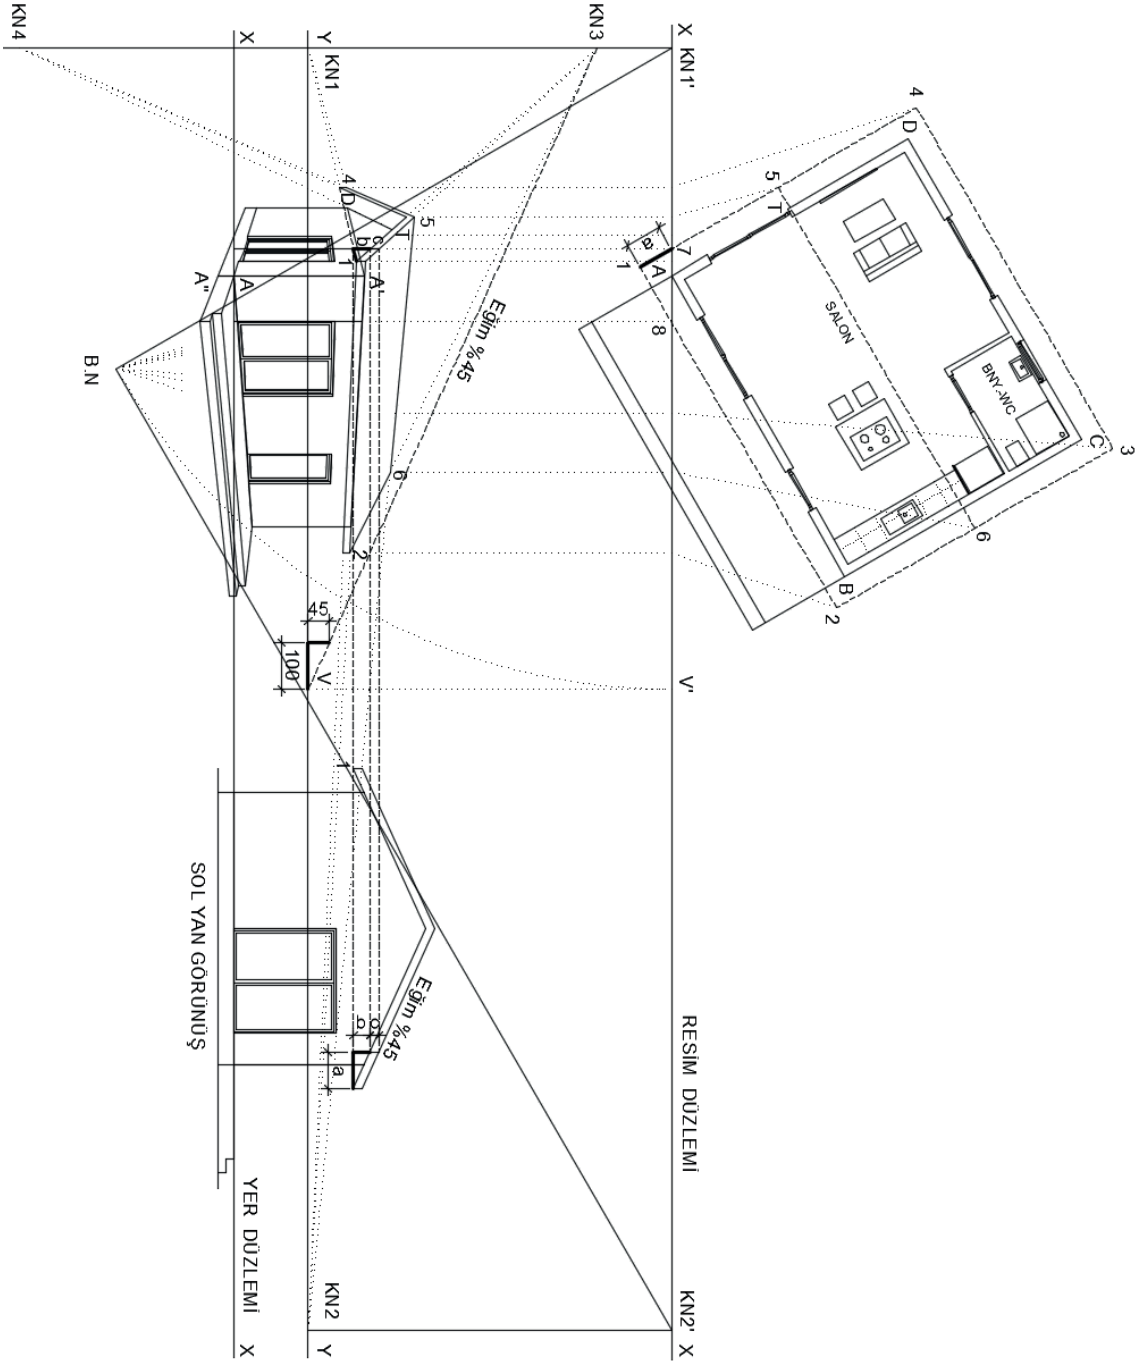 KN4
X
Y
KN1
KN3
X
KN1'
4
D
5
T
e
7
1
A
8
SALON
BNY.-WC
C
3
6
B
2
4
D
5
T
c
b
1
A'
A"
A
Eğim %45
B.N
6
2
45
100
V
V'
1
SOL YAN GÖRÜNÜŞ
Eğim %45
a
RESİM DÜZLEMİ
YER DÜZLEMİ
KN2
KN2'
X
Y
X